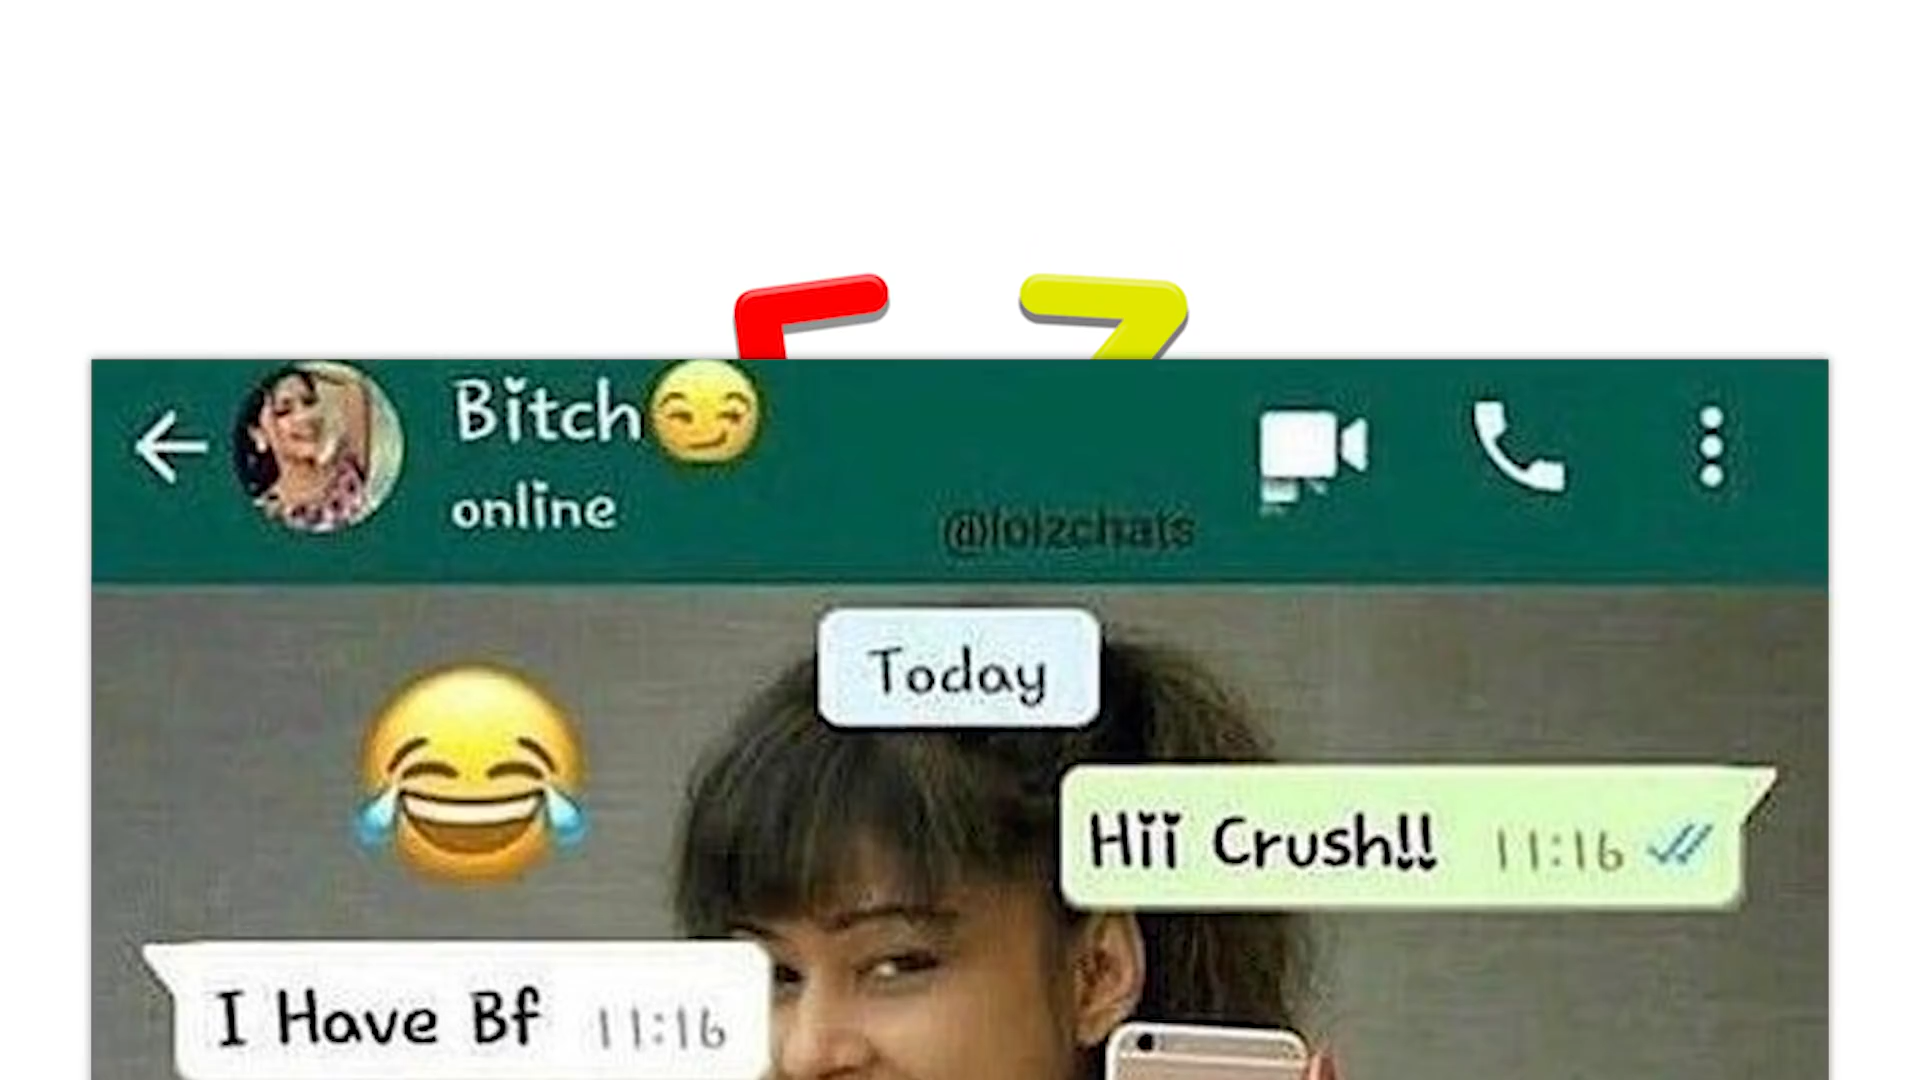 Bitch😏
online
@lolzchats
Today
Hii Crush!!
11:16
I Have Bf
11:16